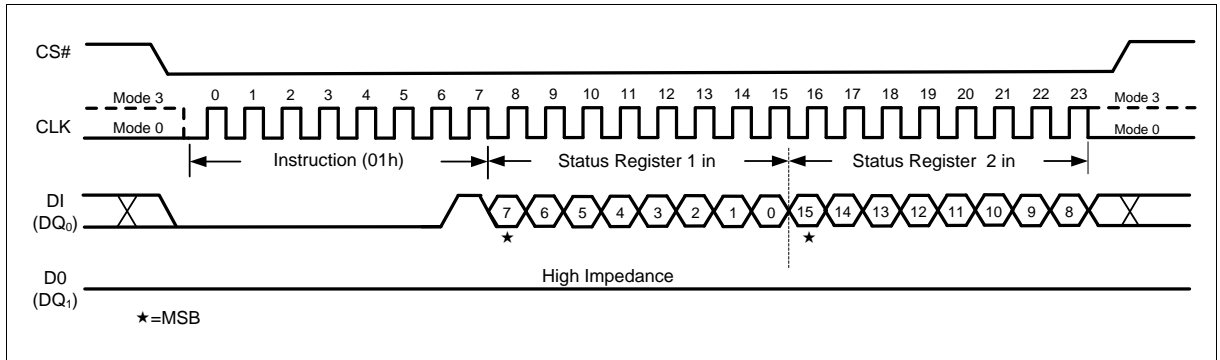 CS#
0 1 2 3 4 5 6 7 8 9 10 11 12 13 14 15 16 17 18 19 20 21 22 23
Mode 3 Mode 3
CLK Mode 0 Mode 0
Instruction (01h) Status Register 1 in Status Register 2 in
DI
(DQ0)
7 6 5 4 3 2 1 0 15 14 13 12 11 10 9 8
★ ★
High Impedance
D0
(DQ1)
★=MSB